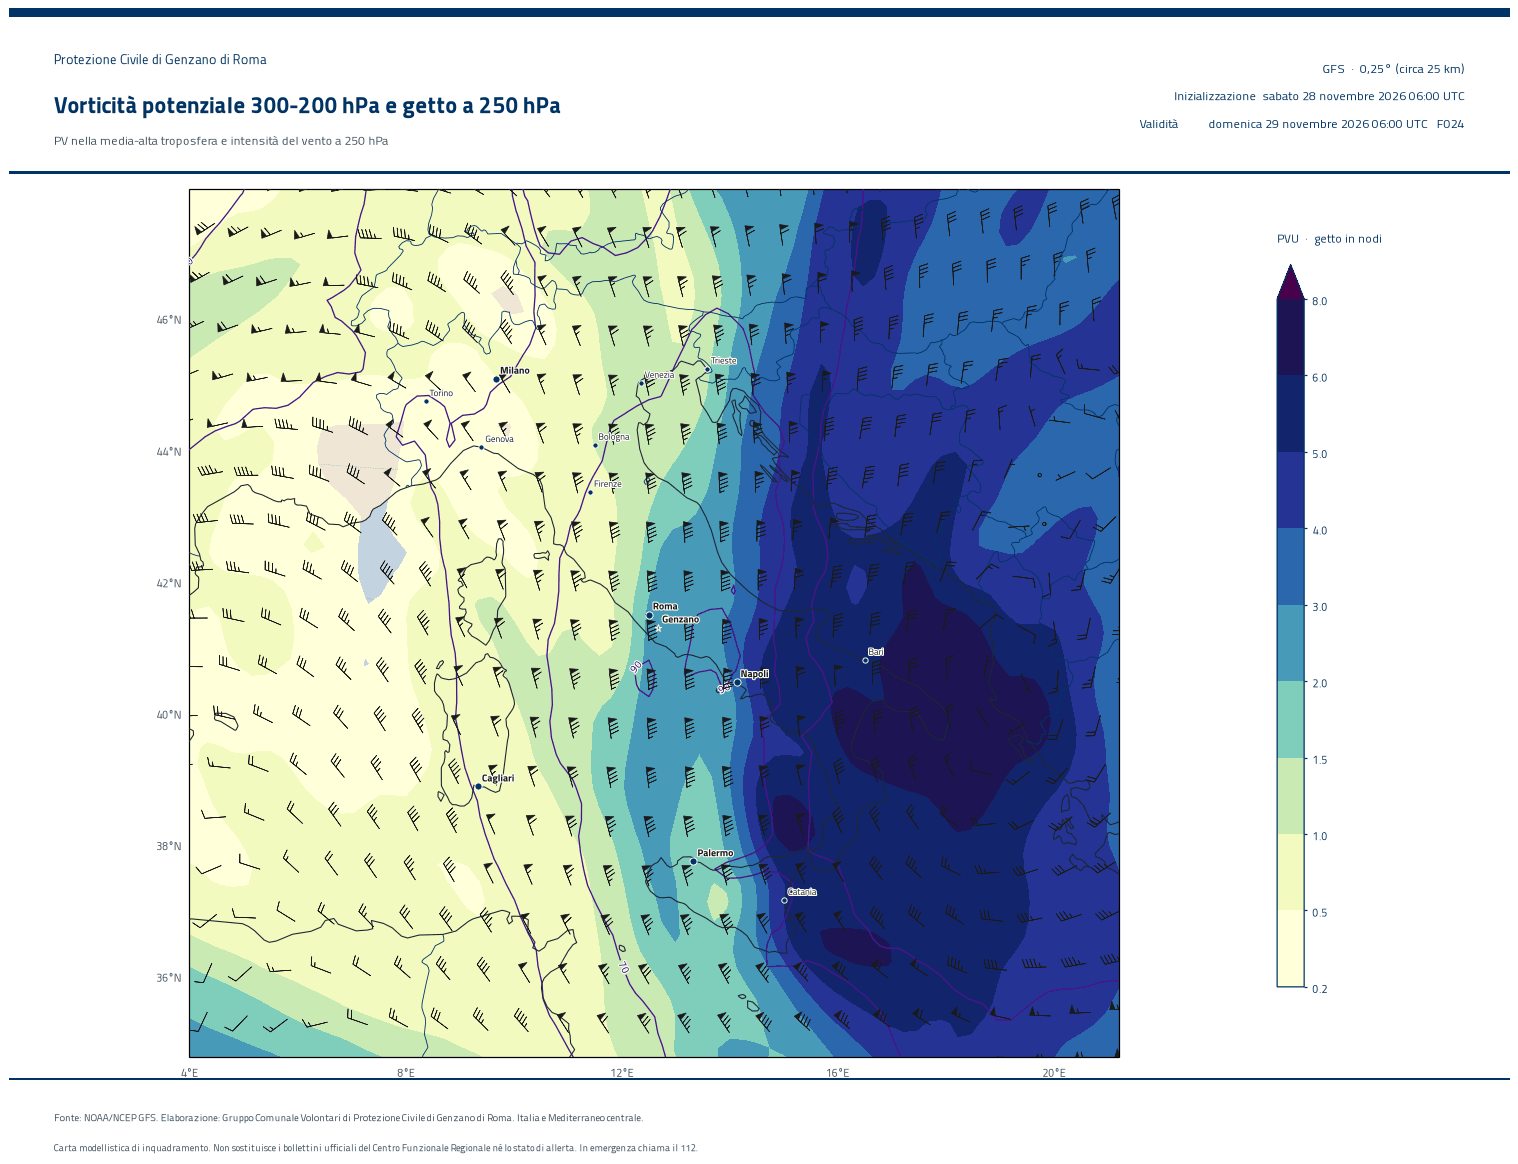 Protezione Civile di Genzano di Roma
Vorticità potenziale 300-200 hPa e getto a 250 hPa
PV nella media-alta troposfera e intensità del vento a 250 hPa
GFS · 0,25° (circa 25 km)
Inizializzazione sabato 28 novembre 2026 06:00 UTC
Validità domenica 29 novembre 2026 06:00 UTC F024
PVU · getto in nodi
8.0
6.0
5.0
4.0
3.0
2.0
1.5
1.0
0.5
0.2
46°N
44°N
42°N
40°N
38°N
36°N
4°E
8°E
12°E
16°E
20°E
Milano
Torino
Trieste
Venezia
Genova
Bologna
Firenze
Roma
Genzano
Napoli
Bari
Cagliari
Palermo
Catania
90
90
70
Fonte: NOAA/NCEP GFS. Elaborazione: Gruppo Comunale Volontari di Protezione Civile di Genzano di Roma. Italia e Mediterraneo centrale.
Carta modellistica di inquadramento. Non sostituisce i bollettini ufficiali del Centro Funzionale Regionale né lo stato di allerta. In emergenza chiama il 112.